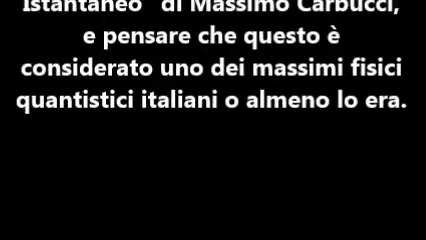 Istantaneo" di Massimo Carbucci,
e pensare che questo è
considerato uno dei massimi fisici
quantistici italiani o almeno lo era.